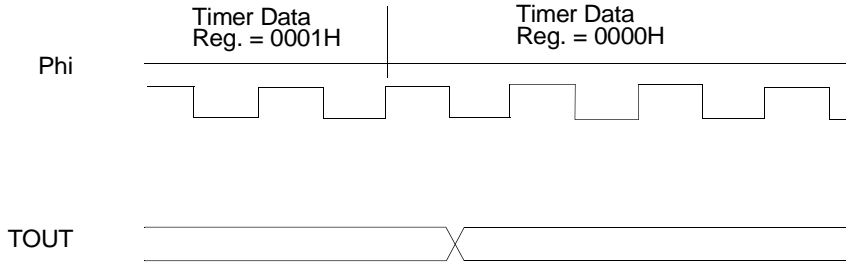 Timer Data
Reg. = 0001H
Timer Data
Reg. = 0000H
Phi
TOUT